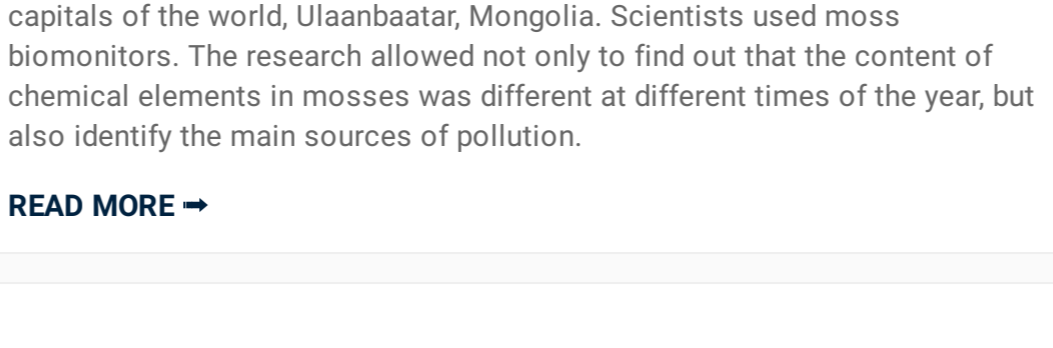 capitals of the world, Ulaanbaatar, Mongolia. Scientists used moss
biomonitors. The research allowed not only to find out that the content of
chemical elements in mosses was different at different times of the year, but
also identify the main sources of pollution.
READ MORE ➞